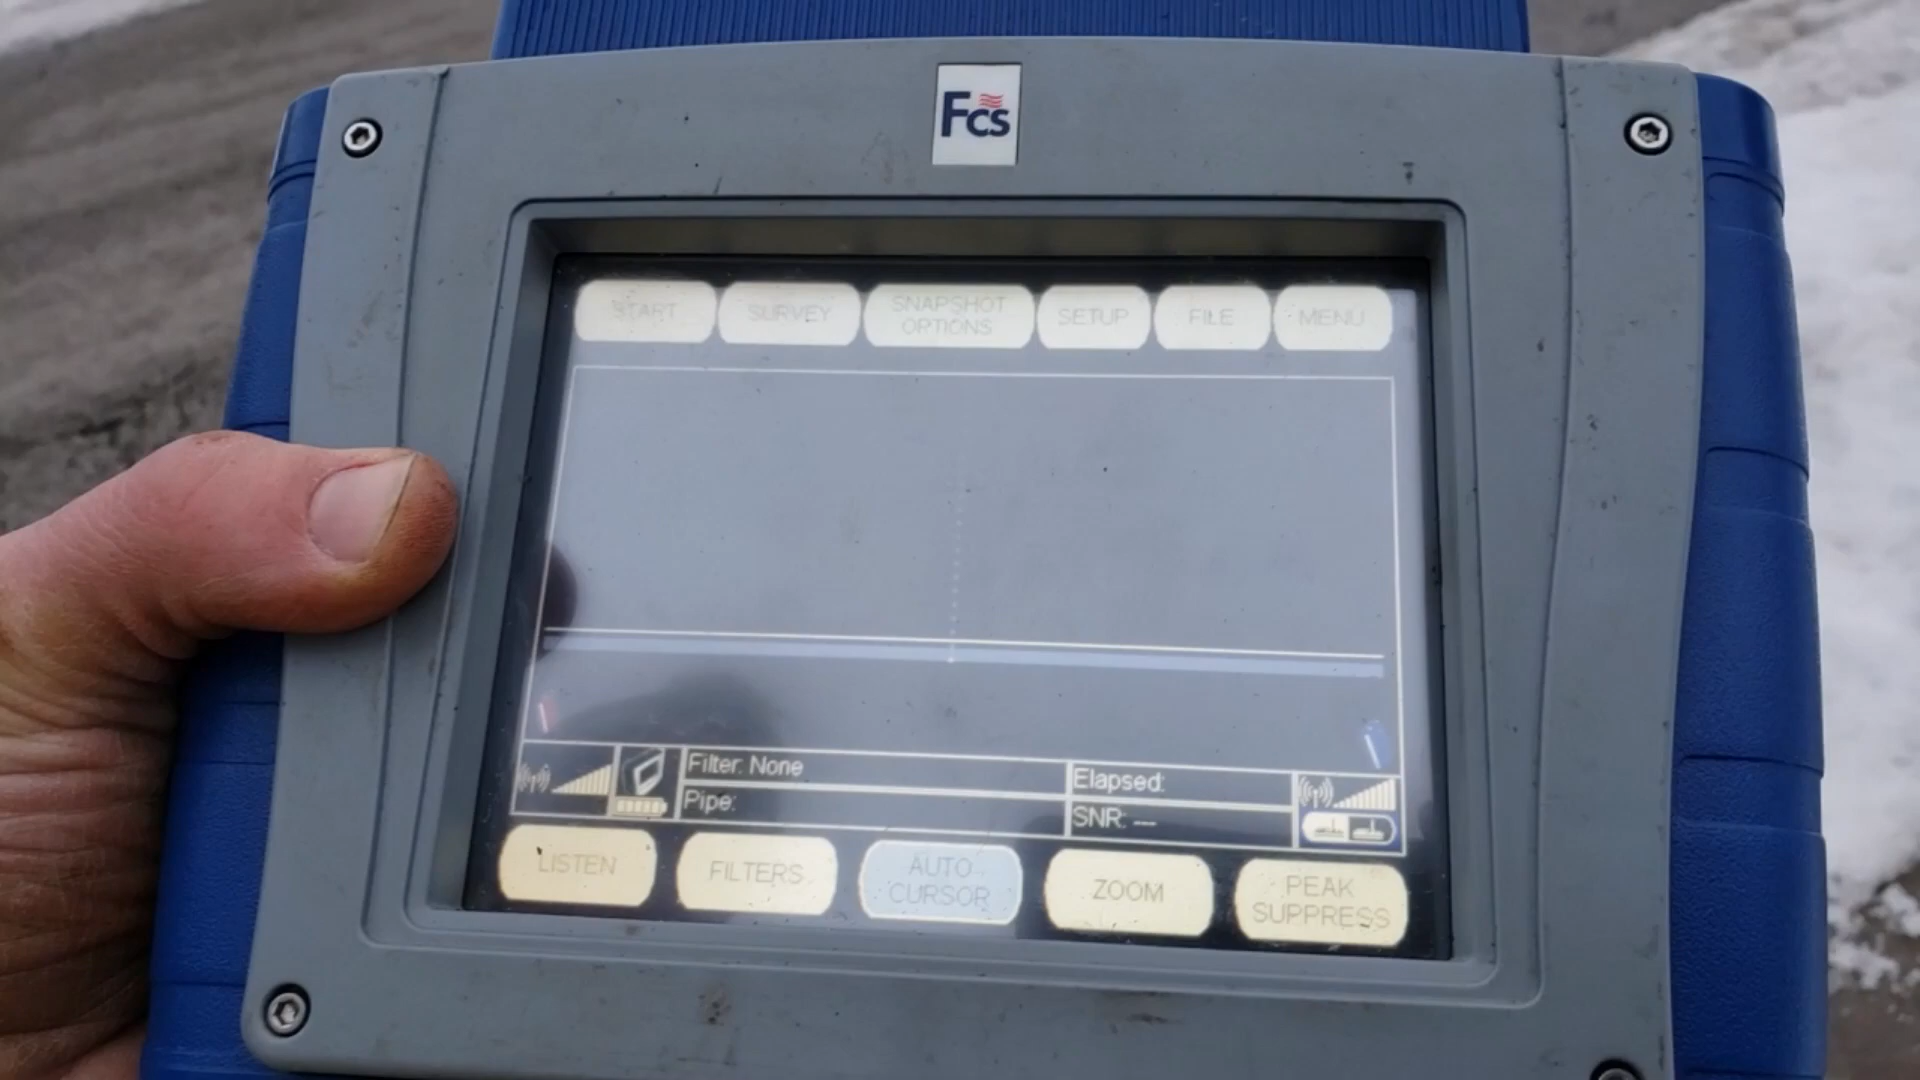 Fcs
START
SURVEY
SNAPSHOT
OPTIONS
SETUP
FILE
MENU
Filter: None
Pipe:
Elapsed:
SNR: ---
LISTEN
FILTERS
AUTO
CURSOR
ZOOM
PEAK
SUPPRESS